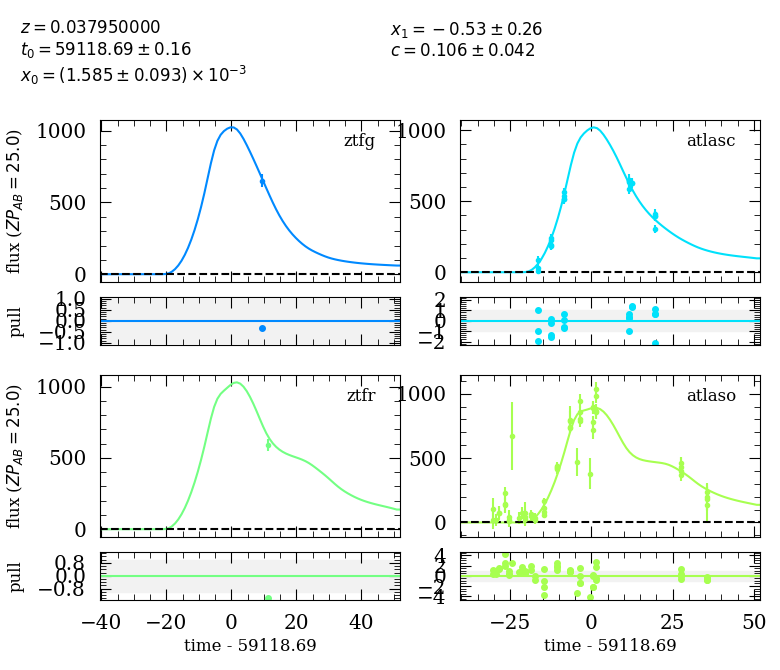 z = 0.037950000
t₀ = 59118.69 ± 0.16
x₀ = (1.585 ± 0.093) × 10⁻³
x₁ = −0.53 ± 0.26
c = 0.106 ± 0.042
ztfg
1000
500
0
flux (ZP_AB = 25.0)
atlasc
1000
500
0
1.0
0.5
0.0
−0.5
−1.0
pull
2
1
0
−1
−2
ztfr
1000
500
0
flux (ZP_AB = 25.0)
atlaso
1000
500
0
0.8
0.0
−0.8
pull
4
2
0
−2
−4
−40 −20 0 20 40
time - 59118.69
−25 0 25 50
time - 59118.69